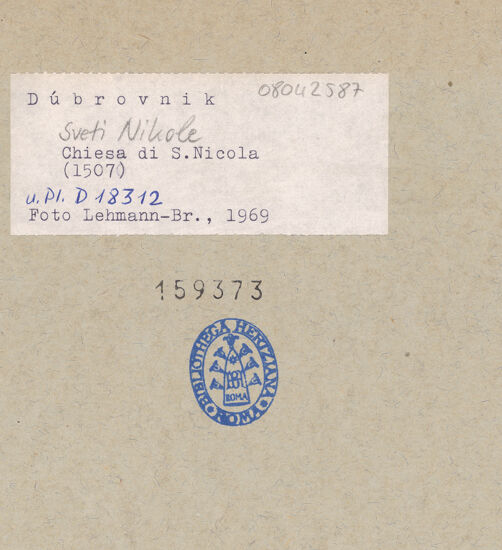 Dúbrovnik 08042587
Sveti Nikole
Chiesa di S.Nicola
(1507)
u.Pl. D 18312
Foto Lehmann-Br., 1969
159373
BIBLIOTHECA HERTZIANA
ROMA